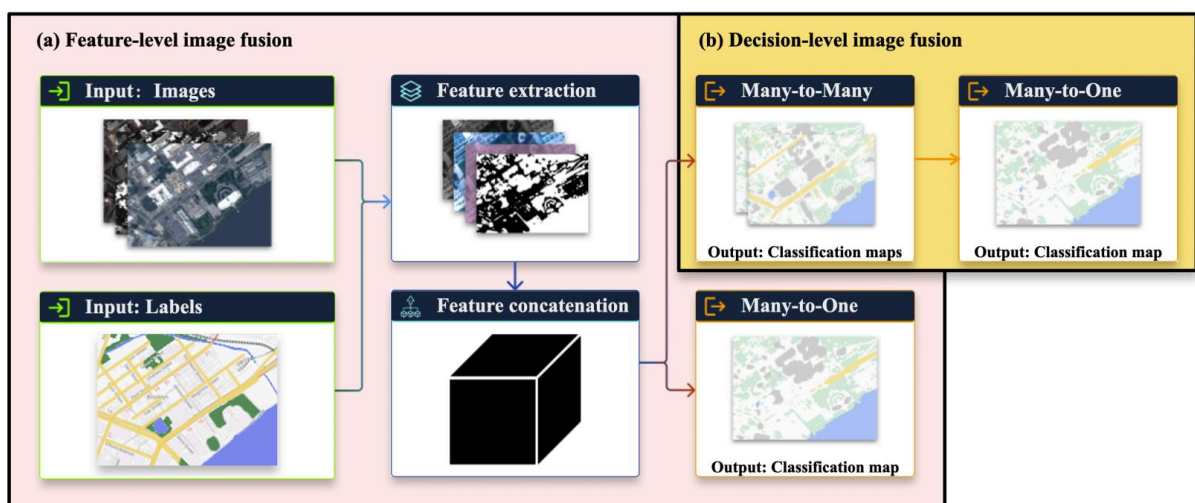 (a) Feature-level image fusion
(b) Decision-level image fusion
Input: Images
Feature extraction
Many-to-Many
Many-to-One
Output: Classification maps
Output: Classification map
Input: Labels
Feature concatenation
Many-to-One
Output: Classification map